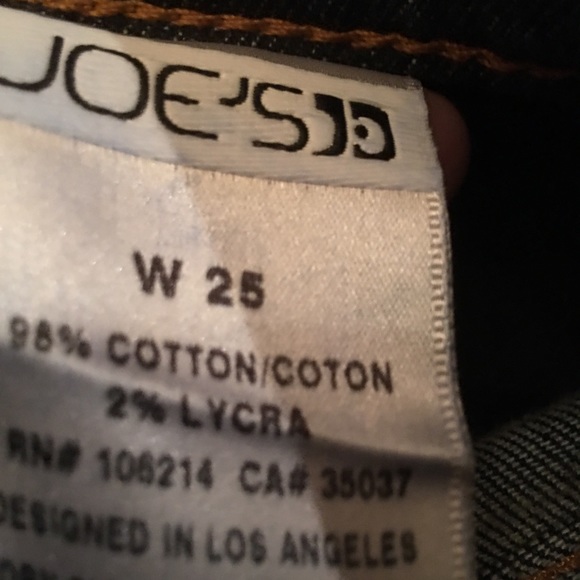 JOE'S
W 25
98% COTTON/COTON
2% LYCRA
RN# 106214 CA# 35037
DESIGNED IN LOS ANGELES